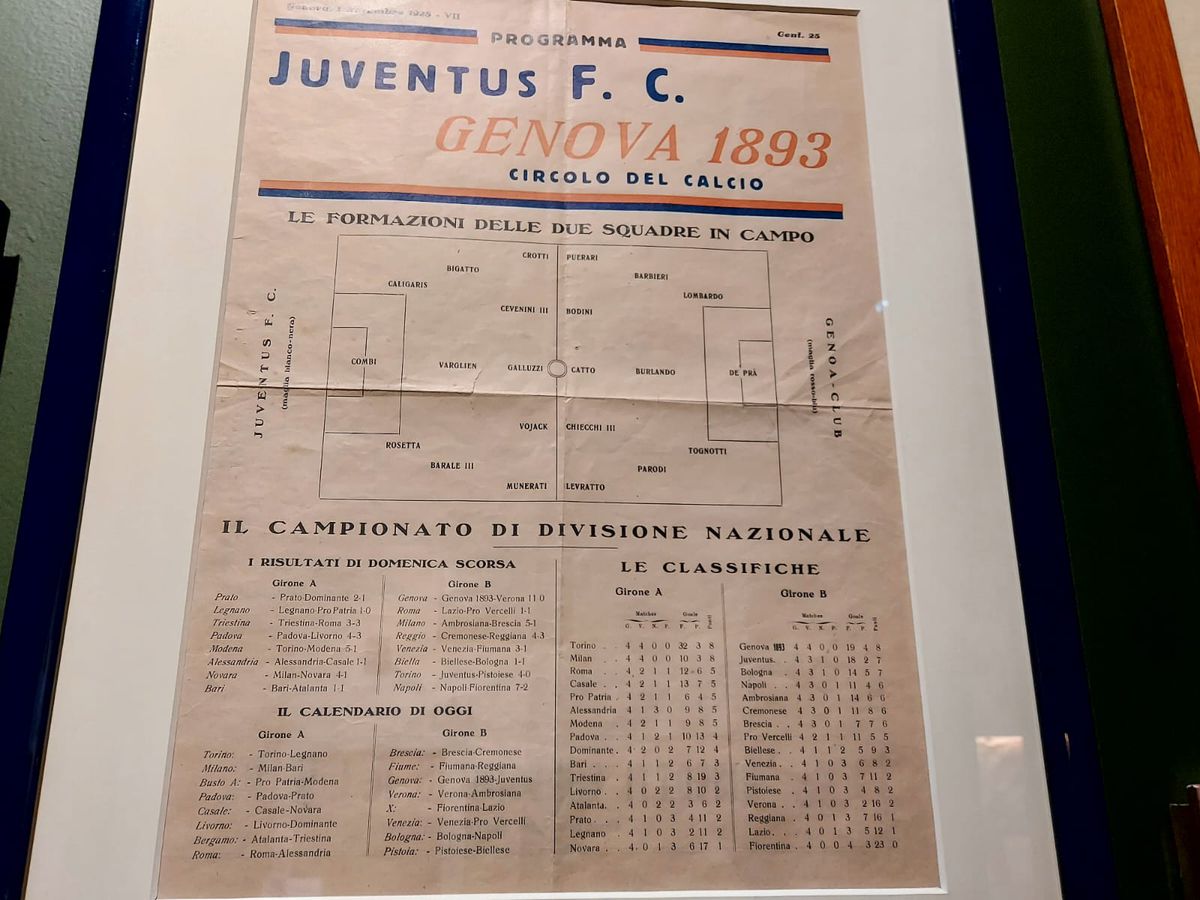 Genova, 1928 - VII
Cent. 25
PROGRAMMA
JUVENTUS F. C.
GENOVA 1893
CIRCOLO DEL CALCIO
LE FORMAZIONI DELLE DUE SQUADRE IN CAMPO
JUVENTUS F. C.
(maglia bianco-nera)
CROTTI
BIGATTO
CALIGARIS
CEVENINI III
COMBI
VARGLIEN
GALLUZZI
VOJACK
ROSETTA
BARALE III
MUNERATI
PUERARI
BARBIERI
LOMBARDO
BODINI
CATTO
BURLANDO
DE PRÀ
CHIECCHI III
TOGNOTTI
PARODI
LEVRATTO
GENOA-CLUB
(maglia rosso-blu)
IL CAMPIONATO DI DIVISIONE NAZIONALE
I RISULTATI DI DOMENICA SCORSA
Girone A
Prato - Prato-Dominante 2-1
Legnano - Legnano-Pro Patria 1-0
Triestina - Triestina-Roma 3-3
Padova - Padova-Livorno 4-3
Modena - Torino-Modena 5-1
Alessandria - Alessandria-Casale 1-1
Novara - Milan-Novara 4-1
Bari - Bari-Atalanta 1-1
Girone B
Genova - Genova 1893-Verona 11-0
Roma - Lazio-Pro Vercelli 1-1
Milano - Ambrosiana-Brescia 5-1
Reggio - Cremonese-Reggiana 4-3
Venezia - Venezia-Fiumana 3-1
Biella - Biellese-Bologna 1-1
Torino - Juventus-Pistoiese 4-0
Napoli - Napoli-Fiorentina 7-2
IL CALENDARIO DI OGGI
Girone A
Torino: - Torino-Legnano
Milano: - Milan-Bari
Busto A: - Pro Patria-Modena
Padova: - Padova-Prato
Casale: - Casale-Novara
Livorno: - Livorno-Dominante
Bergamo: - Atalanta-Triestina
Roma: - Roma-Alessandria
Girone B
Brescia: - Brescia-Cremonese
Fiume: - Fiumana-Reggiana
Genova: - Genova 1893-Juventus
Verona: - Verona-Ambrosiana
X: - Fiorentina-Lazio
Venezia: - Venezia-Pro Vercelli
Bologna: - Bologna-Napoli
Pistoia: - Pistoiese-Biellese
LE CLASSIFICHE
Girone A
Matches Goals Punti
G. V. N. P. F. P.
Torino . 4 4 0 0 32 3 8
Milan . . 4 4 0 0 10 3 8
Roma . . 4 2 1 1 12 6 5
Casale . . 4 2 1 1 13 7 5
Pro Patria . 4 2 1 1 6 4 5
Alessandria 4 1 3 0 9 8 5
Modena . 4 2 1 1 9 8 5
Padova . . 4 1 2 1 10 13 4
Dominante . 4 2 0 2 7 12 4
Bari . . . 4 1 1 2 6 7 3
Triestina . 4 1 1 2 8 19 3
Livorno . . 4 0 2 2 8 10 2
Atalanta. . 4 0 2 2 3 6 2
Prato . . . 4 1 0 3 4 11 2
Legnano . 4 1 0 3 2 11 2
Novara . . 4 0 1 3 6 17 1
Girone B
Matches Goals Punti
G. V. N. P. F. P.
Genova 1893 4 4 0 0 19 4 8
Juventus. . 4 3 1 0 18 2 7
Bologna . . 4 3 1 0 14 5 7
Napoli . . 4 3 0 1 11 4 6
Ambrosiana 4 3 0 1 14 6 6
Cremonese 4 3 0 1 8 6
Brescia . . 4 3 0 1 7 7 6
Pro Vercelli 4 2 1 1 11 5 5
Biellese . . 4 1 1 2 5 9 3
Venezia. . 4 1 0 3 6 8 2
Fiumana . 4 1 0 3 7 11 2
Pistoiese . 4 1 0 3 4 8 2
Verona . . 4 1 0 3 2 16 2
Reggiana . 4 0 1 3 7 16 1
Lazio . . 4 0 1 3 5 12 1
Fiorentina . 4 0 0 4 3 23 0